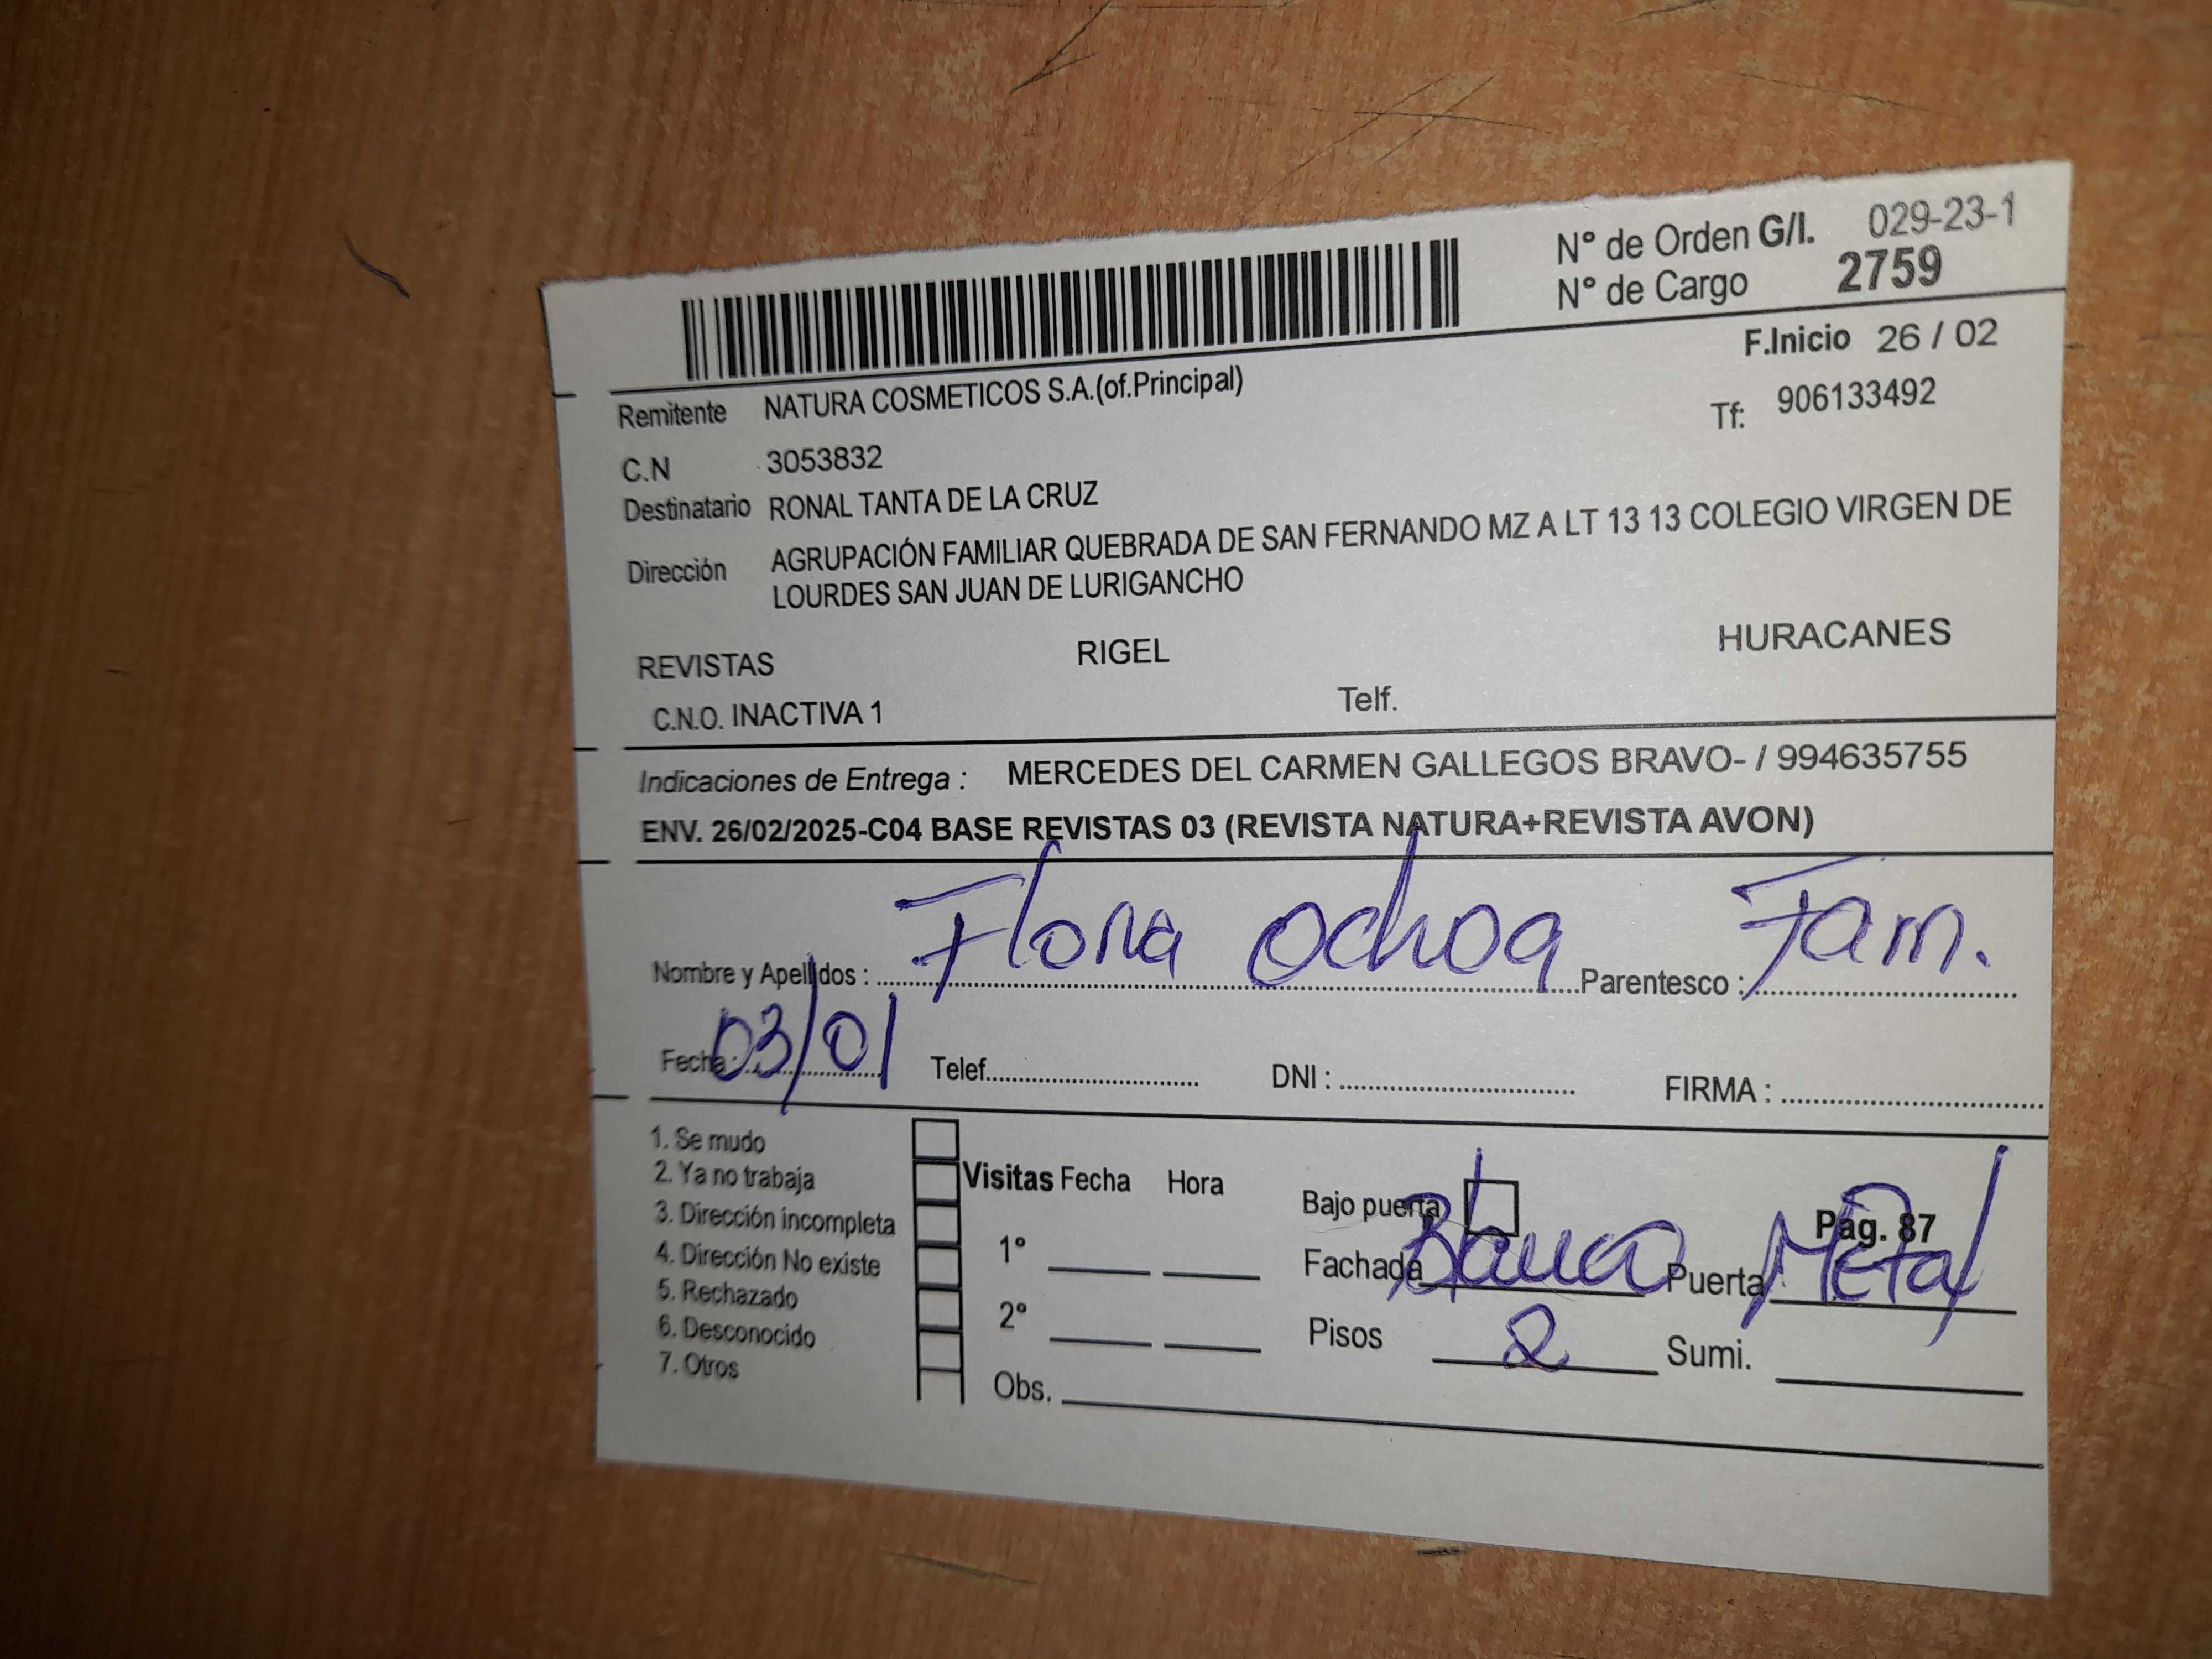 N° de Orden G/I. 029-23-1
N° de Cargo 2759
F.Inicio 26 / 02
Remitente NATURA COSMETICOS S.A.(of.Principal)
Tf: 906133492
C.N 3053832
Destinatario RONAL TANTA DE LA CRUZ
Dirección AGRUPACIÓN FAMILIAR QUEBRADA DE SAN FERNANDO MZ A LT 13 13 COLEGIO VIRGEN DE
LOURDES SAN JUAN DE LURIGANCHO
REVISTAS RIGEL HURACANES
C.N.O. INACTIVA 1 Telf.
Indicaciones de Entrega : MERCEDES DEL CARMEN GALLEGOS BRAVO- / 994635755
ENV. 26/02/2025-C04 BASE REVISTAS 03 (REVISTA NATURA+REVISTA AVON)
Nombre y Apellidos : Flora Ochoa Parentesco : Fam.
Fecha : 03/01 Telef. DNI : FIRMA :
1. Se mudo
2. Ya no trabaja
3. Dirección incompleta
4. Dirección No existe
5. Rechazado
6. Desconocido
7. Otros
Visitas Fecha Hora
1°
2°
Obs.
Bajo puerta Pag. 87
Fachada Blanca Puerta Metal
Pisos 2 Sumi.